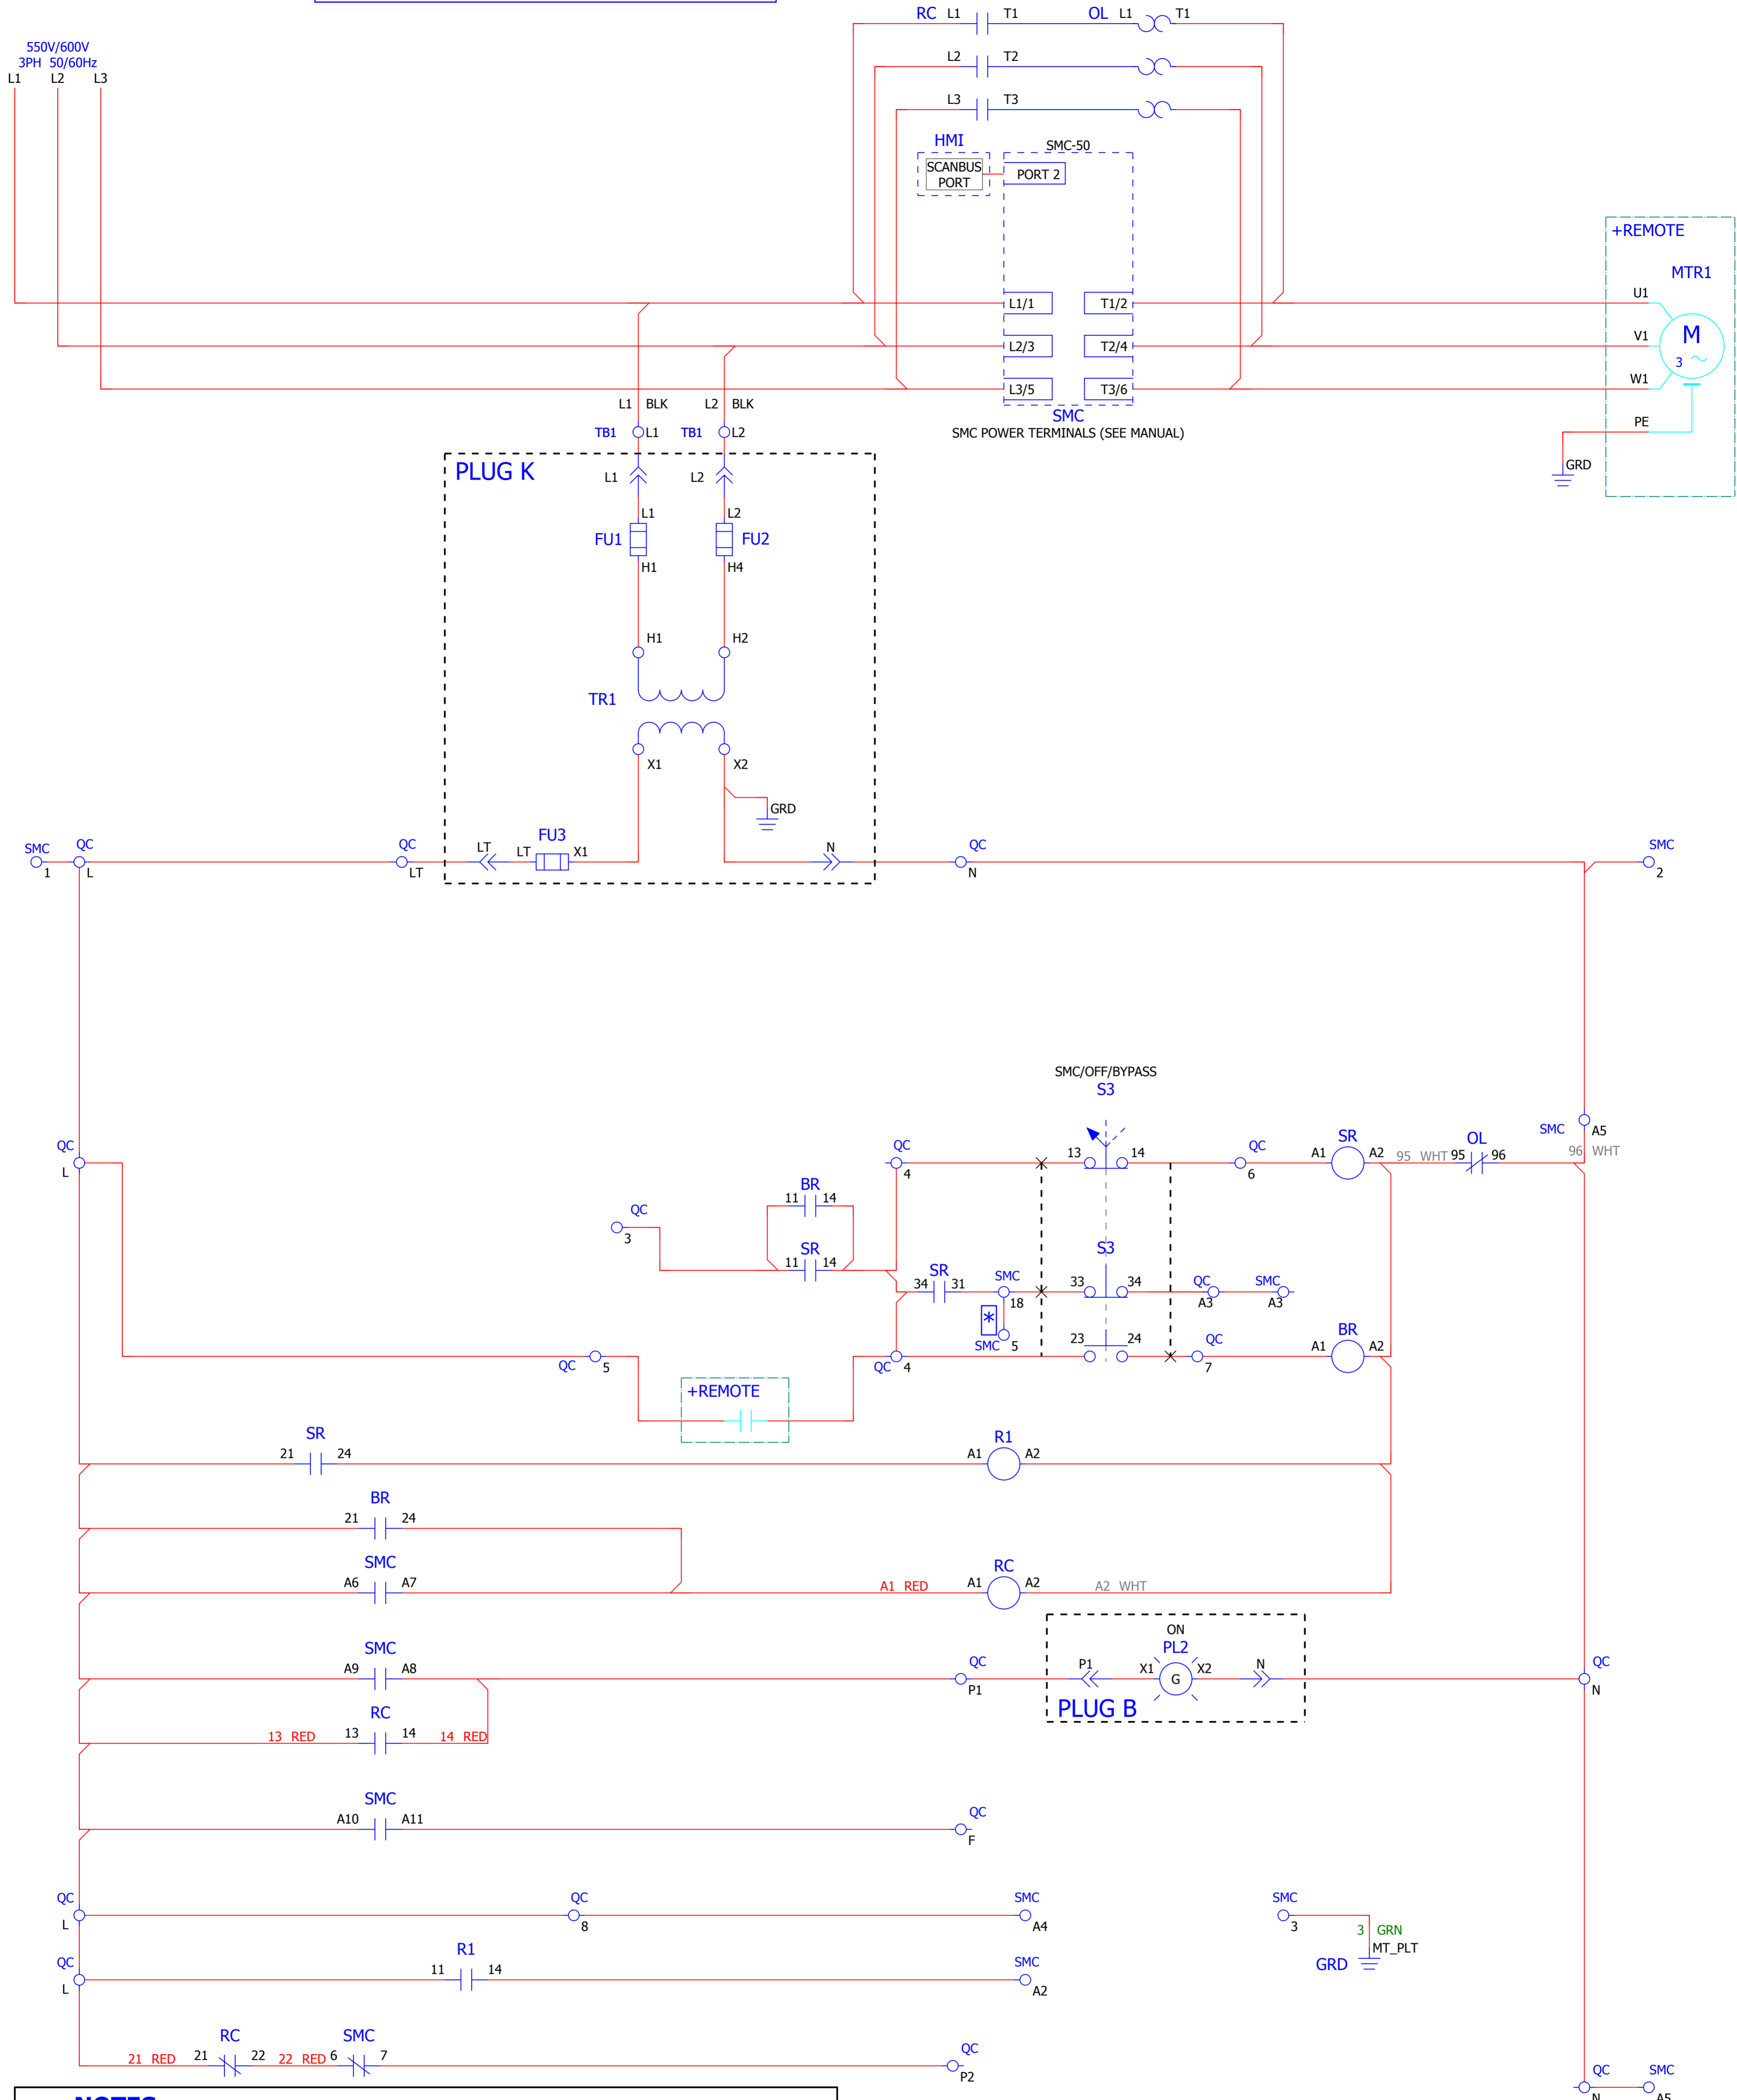 RC L1 T1 OL L1 T1
550V/600V
3PH 50/60Hz
L1 L2 L3
L2 T2
L3 T3
HMI
SMC-50
SCANBUS
PORT
PORT 2
+REMOTE
MTR1
L1/1 T1/2 U1
L2/3 T2/4 V1
M
3
L3/5 T3/6 W1
L1 BLK L2 BLK
SMC
SMC POWER TERMINALS (SEE MANUAL)
PE
TB1 L1 TB1 L2
GRD
PLUG K
L1 L2
L1 L2
FU1 FU2
H1 H4
H1 H2
TR1
X1 X2
GRD
SMC QC QC FU3 QC SMC
LT LT X1 N
1 L LT N 2
SMC/OFF/BYPASS
S3
SMC A5
QC QC 13 14 QC SR OL
A1 A2 95 WHT 95 96 96 WHT
L 4 6
BR
11 14
QC
3
SR
11 14
S3
SR
34 31
SMC
33 34
QC SMC
18 A3 A3
*
SMC 5
23 24
QC
BR
A1 A2
QC 5 QC 4 7
+REMOTE
SR
21 24
R1
A1 A2
BR
21 24
SMC
A6 A7
RC
A1 RED A1 A2 A2 WHT
ON
PL2
SMC
A9 A8
QC
P1
P1 X1 G X2 N
QC
N
PLUG B
RC
13 RED 13 14 14 RED
SMC
A10 A11
QC
F
QC QC SMC SMC
L 8 A4 3
3 GRN
MT_PLT
GRD
QC
L
R1
11 14
SMC
A2
RC SMC
21 RED 21 22 22 RED 6 7
QC
P2
QC SMC
N A5
NOTES